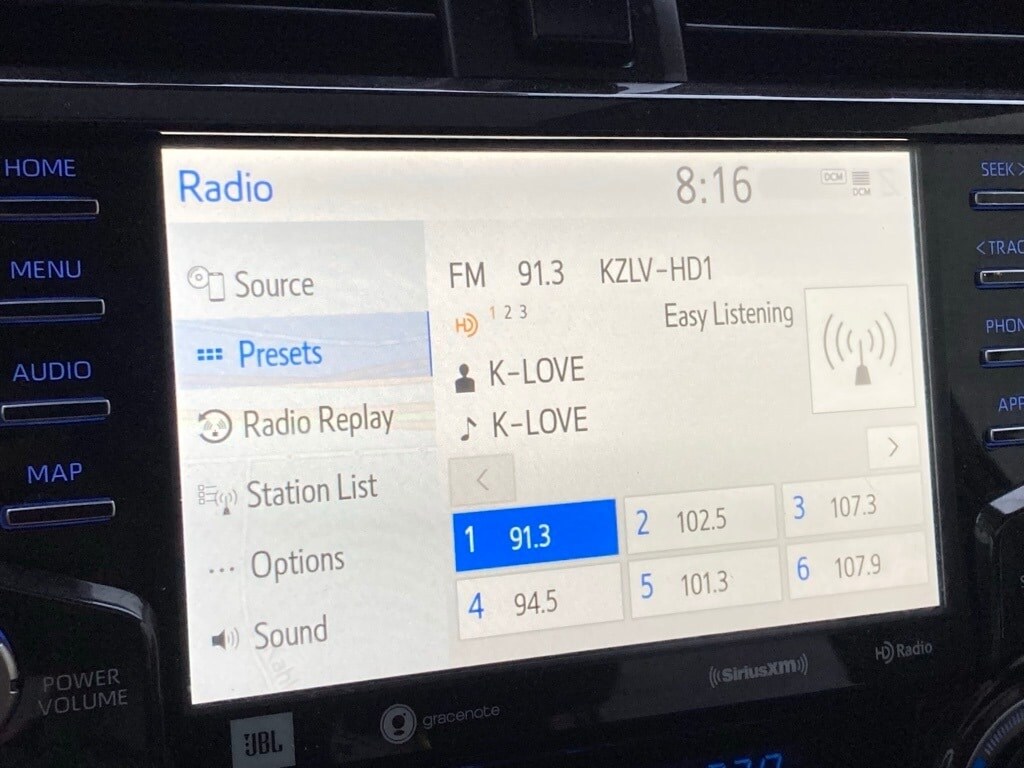 HOME
MENU
AUDIO
MAP
POWER
VOLUME
Radio
8:16
DCM
DCM
Source
Presets
Radio Replay
Station List
Options
Sound
FM 91.3 KZLV-HD1
HD 1 2 3
Easy Listening
K-LOVE
K-LOVE
< >
1 91.3
2 102.5
3 107.3
4 94.5
5 101.3
6 107.9
SEEK >
< TRAC
PHON
APP
JBL
gracenote
SiriusXM
HD Radio